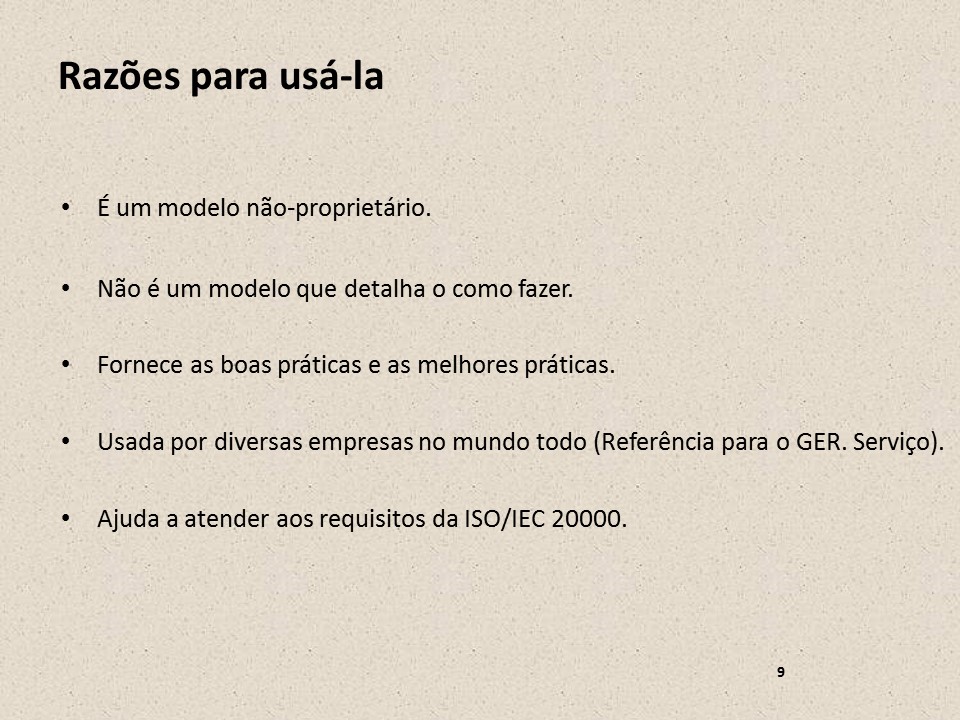 Razões para usá-la
• É um modelo não-proprietário.
• Não é um modelo que detalha o como fazer.
• Fornece as boas práticas e as melhores práticas.
• Usada por diversas empresas no mundo todo (Referência para o GER. Serviço).
• Ajuda a atender aos requisitos da ISO/IEC 20000.
9